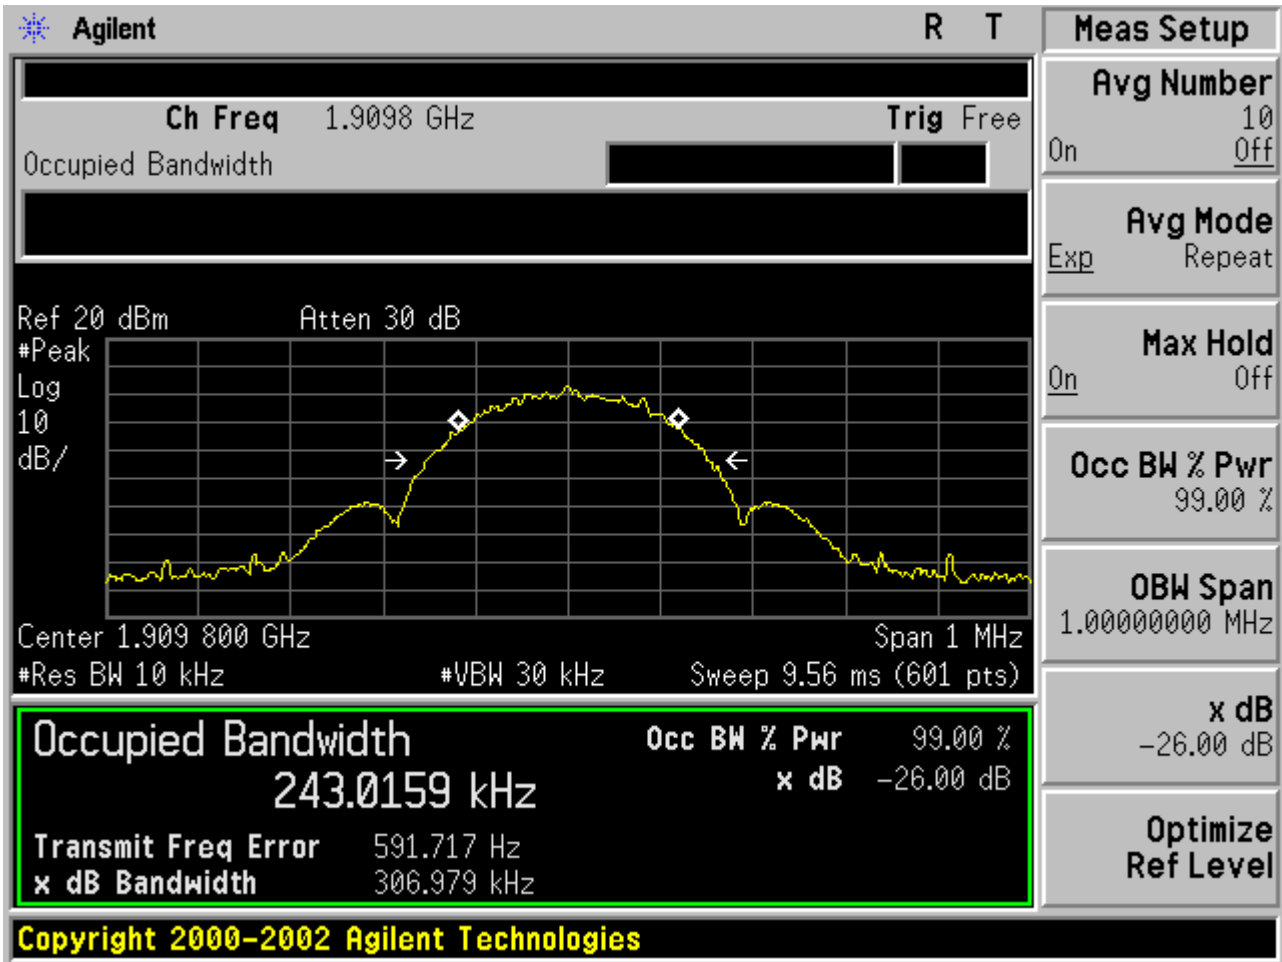 Agilent R T
Ch Freq 1.9098 GHz Trig Free
Occupied Bandwidth
Ref 20 dBm Atten 30 dB
#Peak
Log
10
dB/
Center 1.909 800 GHz Span 1 MHz
#Res BW 10 kHz #VBW 30 kHz Sweep 9.56 ms (601 pts)
Occupied Bandwidth Occ BW % Pwr 99.00 %
243.0159 kHz x dB -26.00 dB
Transmit Freq Error 591.717 Hz
x dB Bandwidth 306.979 kHz
Copyright 2000-2002 Agilent Technologies
Meas Setup
Avg Number
10
On Off
Avg Mode
Exp Repeat
Max Hold
On Off
Occ BW % Pwr
99.00 %
OBW Span
1.00000000 MHz
x dB
-26.00 dB
Optimize
Ref Level